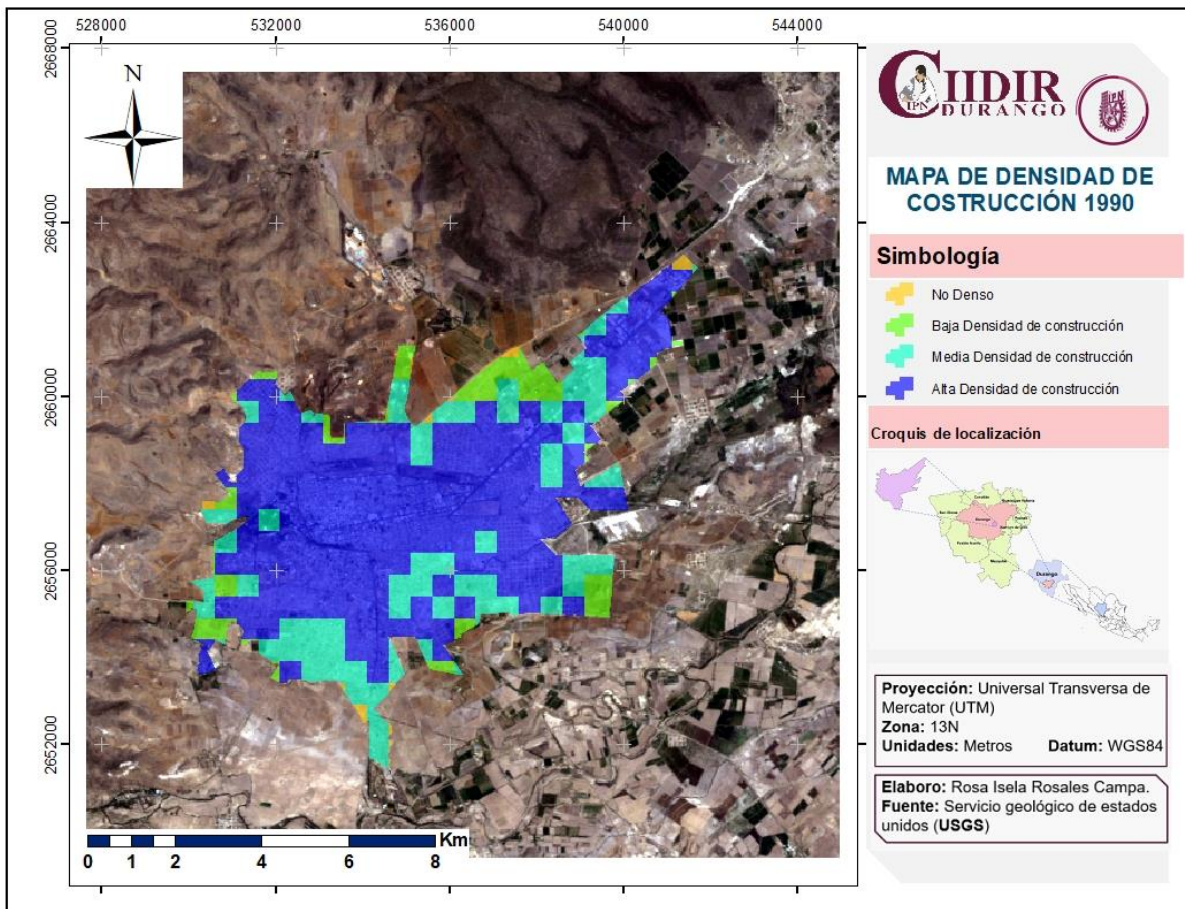 528000 532000 536000 540000 544000
2668000
2664000
2660000
2656000
2652000
N
0 1 2 4 6 8 Km
CIIDIR
IPN DURANGO
IPN
MAPA DE DENSIDAD DE
COSTRUCCIÓN 1990
Simbología
No Denso
Baja Densidad de construcción
Media Densidad de construcción
Alta Densidad de construcción
Croquis de localización
Durango
Proyección: Universal Transversa de
Mercator (UTM)
Zona: 13N
Unidades: Metros Datum: WGS84
Elaboro: Rosa Isela Rosales Campa.
Fuente: Servicio geológico de estados
unidos (USGS)